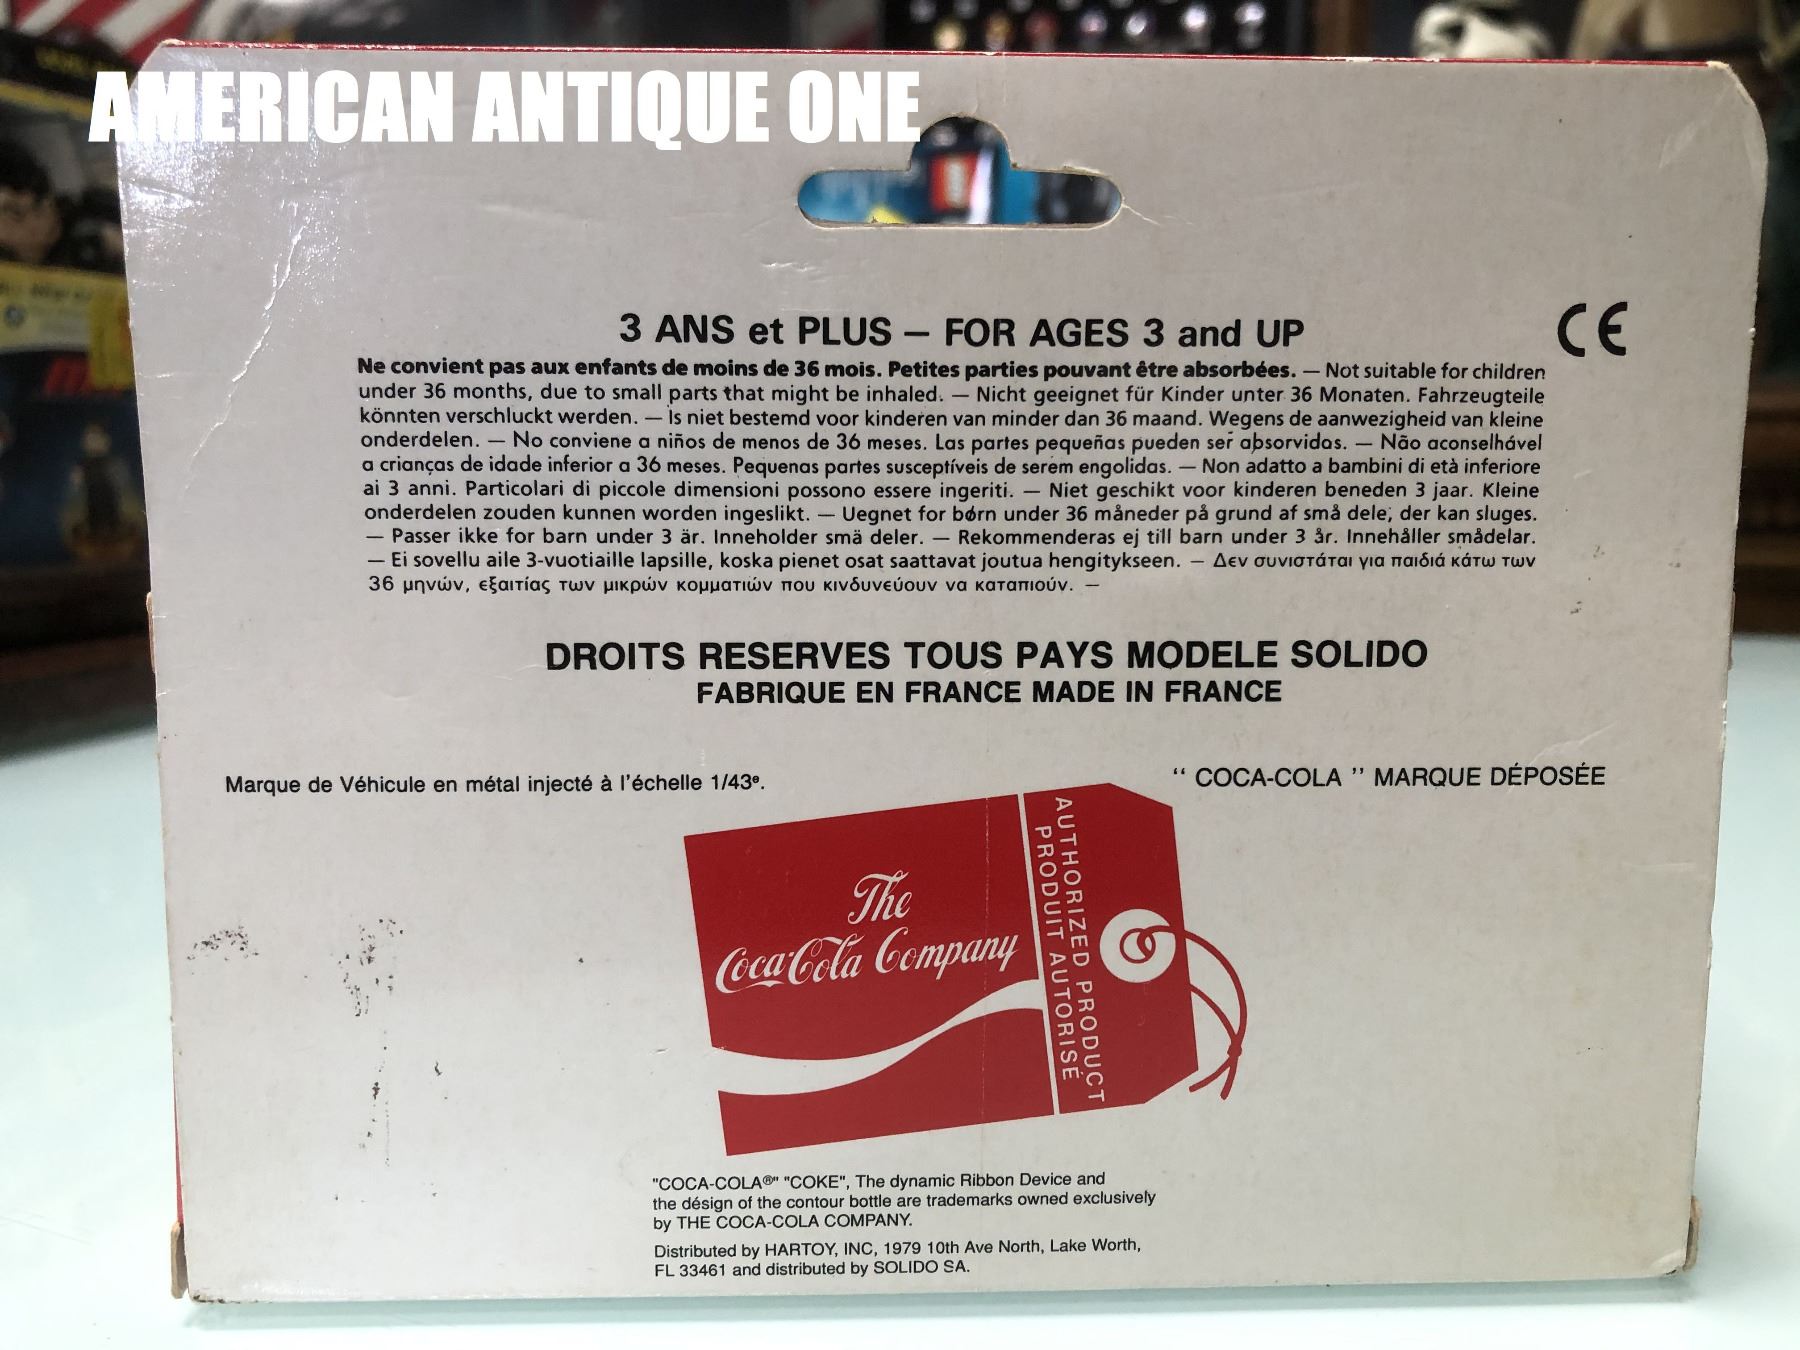 AMERICAN ANTIQUE ONE
3 ANS et PLUS – FOR AGES 3 and UP
CE
Ne convient pas aux enfants de moins de 36 mois. Petites parties pouvant être absorbées. — Not suitable for children
under 36 months, due to small parts that might be inhaled. — Nicht geeignet für Kinder unter 36 Monaten. Fahrzeugteile
könnten verschluckt werden. — Is niet bestemd voor kinderen van minder dan 36 maand. Wegens de aanwezigheid van kleine
onderdelen. — No conviene a niños de menos de 36 meses. Las partes pequeñas pueden ser absorvidas. — Não aconselhável
a crianças de idade inferior a 36 meses. Pequenas partes susceptíveis de serem engolidas. — Non adatto a bambini di età inferiore
ai 3 anni. Particolari di piccole dimensioni possono essere ingeriti. — Niet geschikt voor kinderen beneden 3 jaar. Kleine
onderdelen zouden kunnen worden ingeslikt. — Uegnet for børn under 36 måneder på grund af små dele, der kan sluges.
— Passer ikke for barn under 3 är. Inneholder smä deler. — Rekommenderas ej till barn under 3 år. Innehåller smådelar.
— Ei sovellu aile 3-vuotiaille lapsille, koska pienet osat saattavat joutua hengitykseen. — Δεν συνιστάται για παιδιά κάτω των
36 μηνών, εξαιτίας των μικρών κομματιών που κινδυνεύουν να καταπιούν. —
DROITS RESERVES TOUS PAYS MODELE SOLIDO
FABRIQUE EN FRANCE MADE IN FRANCE
Marque de Véhicule en métal injecté à l'échelle 1/43e.
“ COCA-COLA ” MARQUE DÉPOSÉE
The
Coca-Cola Company
AUTHORIZED PRODUCT
PRODUIT AUTORISÉ
"COCA-COLA®" "COKE", The dynamic Ribbon Device and
the désign of the contour bottle are trademarks owned exclusively
by THE COCA-COLA COMPANY.
Distributed by HARTOY, INC, 1979 10th Ave North, Lake Worth,
FL 33461 and distributed by SOLIDO SA.